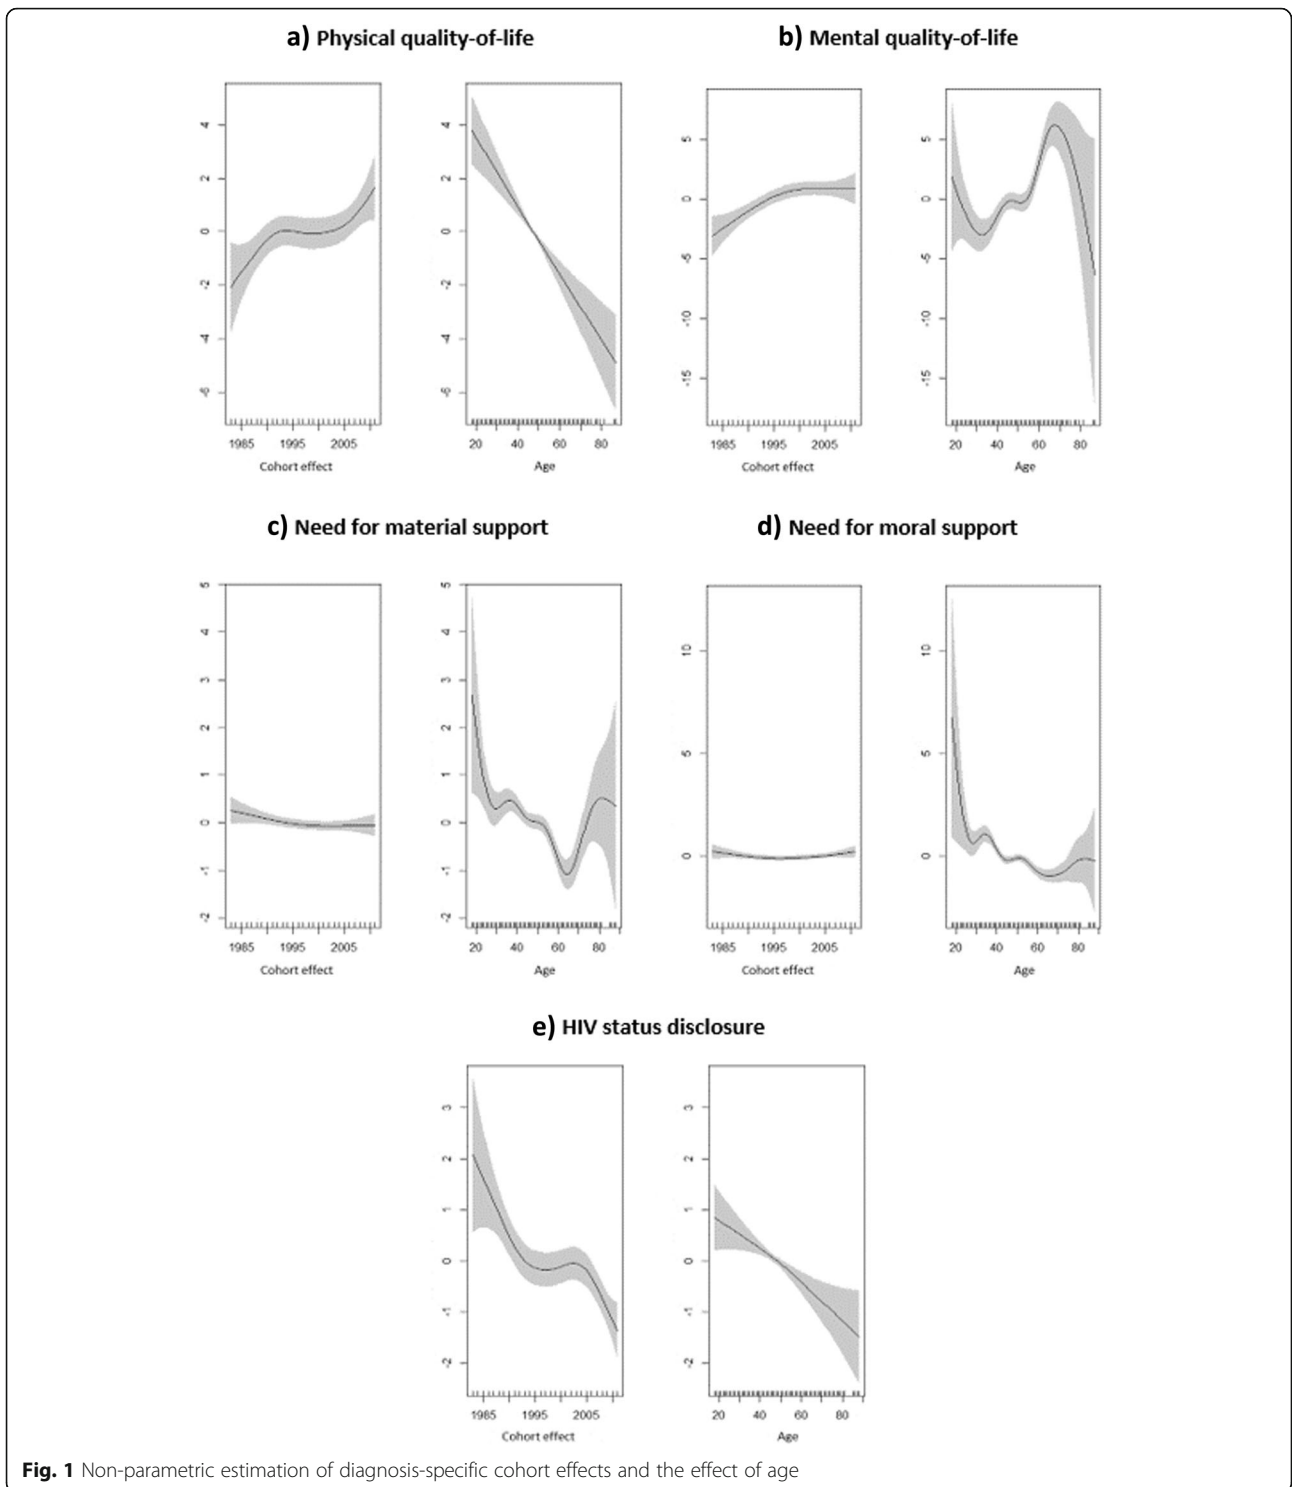 a) Physical quality-of-life
b) Mental quality-of-life
4
2
0
-2
-4
-6
1985 1995 2005
Cohort effect
4
2
0
-2
-4
-6
20 40 60 80
Age
5
0
-5
-10
-15
1985 1995 2005
Cohort effect
5
0
-5
-10
-15
20 40 60 80
Age
c) Need for material support
d) Need for moral support
5
4
3
2
1
0
-1
-2
1985 1995 2005
Cohort effect
5
4
3
2
1
0
-1
-2
20 40 60 80
Age
10
5
0
1985 1995 2005
Cohort effect
10
5
0
20 40 60 80
Age
e) HIV status disclosure
3
2
1
0
-1
-2
1985 1995 2005
Cohort effect
3
2
1
0
-1
-2
20 40 60 80
Age
Fig. 1 Non-parametric estimation of diagnosis-specific cohort effects and the effect of age